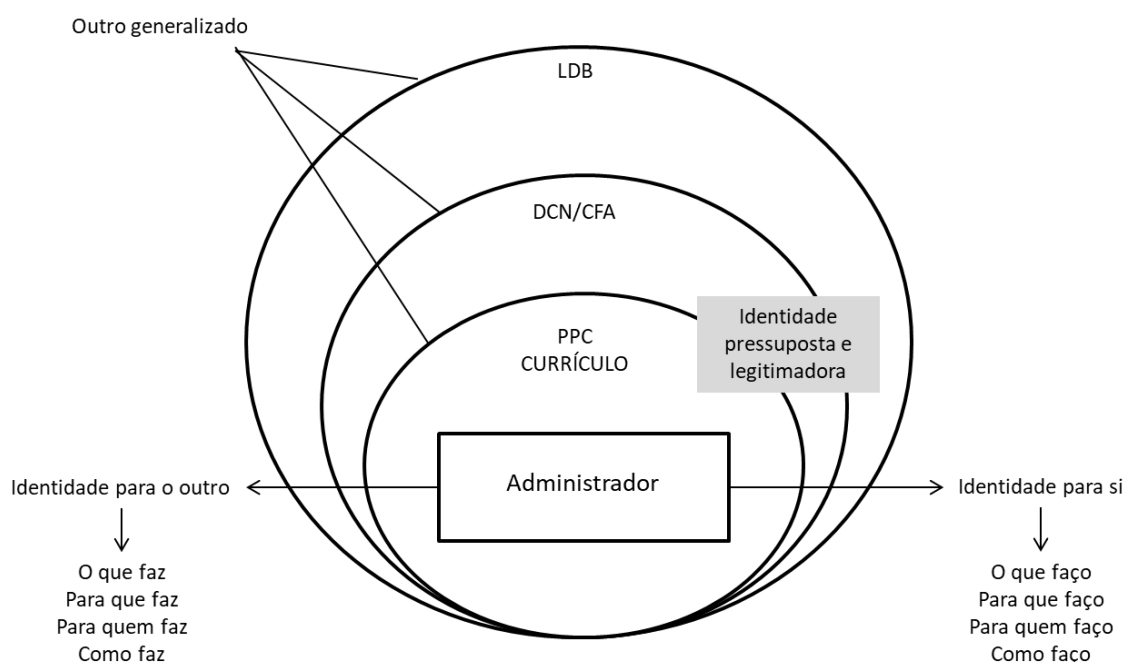 Outro generalizado
LDB
DCN/CFA
PPC
CURRÍCULO
Identidade
pressuposta e
legitimadora
Administrador
Identidade para o outro
Identidade para si
O que faz
Para que faz
Para quem faz
Como faz
O que faço
Para que faço
Para quem faço
Como faço